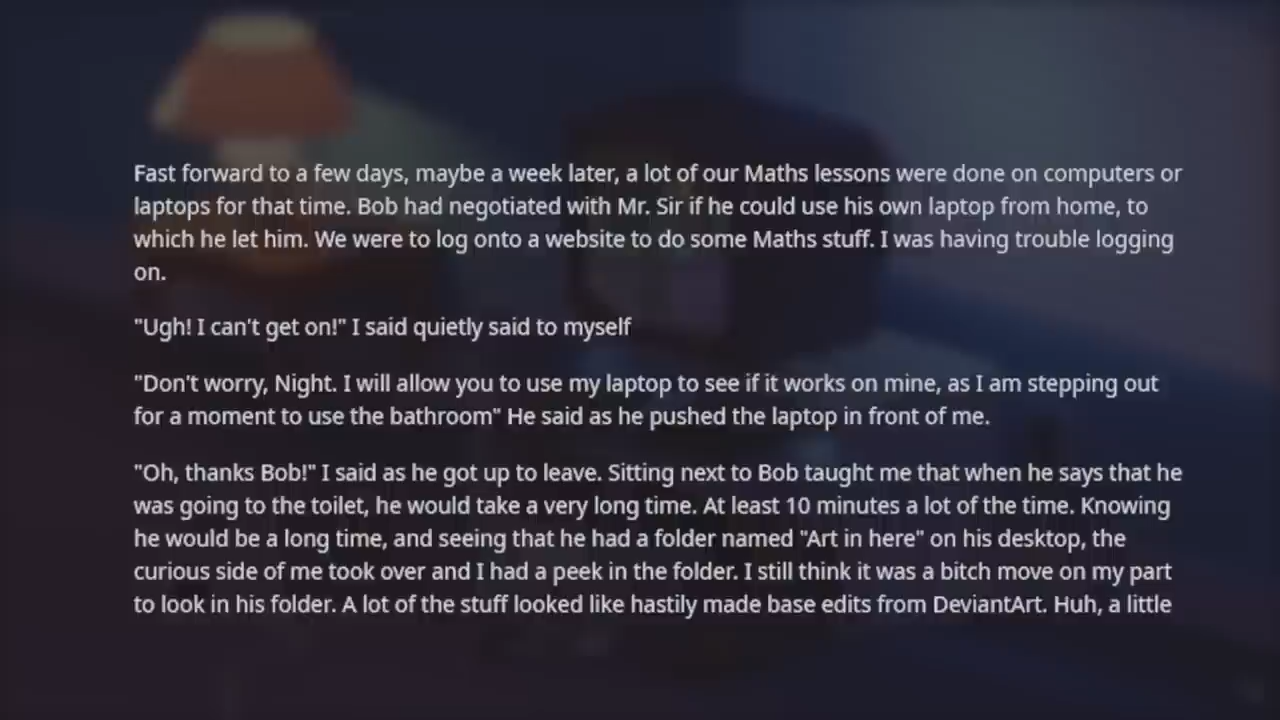 Fast forward to a few days, maybe a week later, a lot of our Maths lessons were done on computers or
laptops for that time. Bob had negotiated with Mr. Sir if he could use his own laptop from home, to
which he let him. We were to log onto a website to do some Maths stuff. I was having trouble logging
on.
"Ugh! I can't get on!" I said quietly said to myself
"Don't worry, Night. I will allow you to use my laptop to see if it works on mine, as I am stepping out
for a moment to use the bathroom" He said as he pushed the laptop in front of me.
"Oh, thanks Bob!" I said as he got up to leave. Sitting next to Bob taught me that when he says that he
was going to the toilet, he would take a very long time. At least 10 minutes a lot of the time. Knowing
he would be a long time, and seeing that he had a folder named "Art in here" on his desktop, the
curious side of me took over and I had a peek in the folder. I still think it was a bitch move on my part
to look in his folder. A lot of the stuff looked like hastily made base edits from DeviantArt. Huh, a little